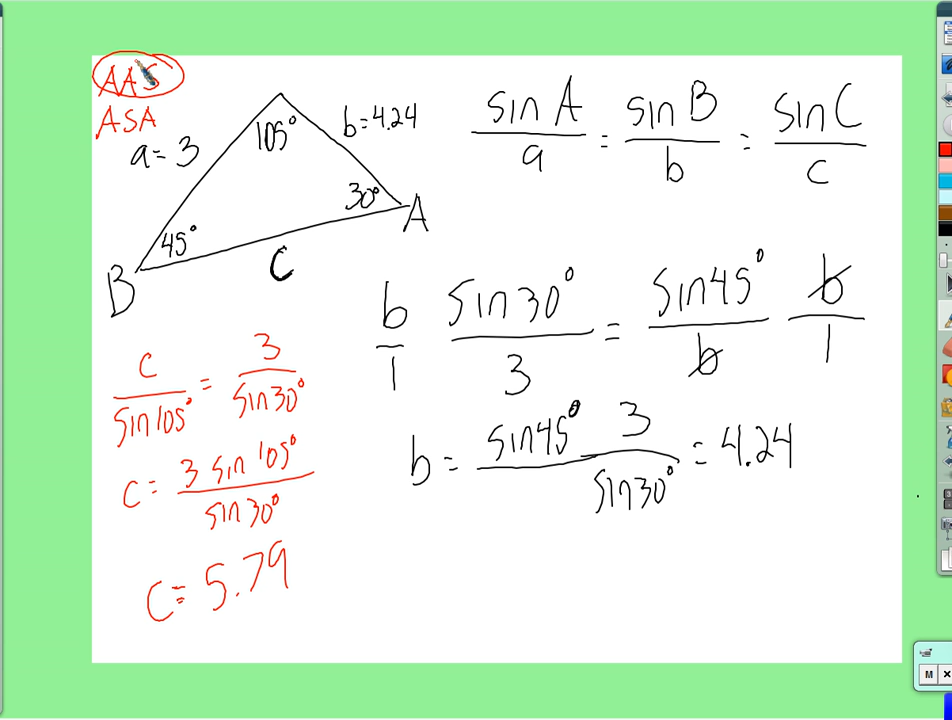 AAS
ASA
a = 3
105°
b = 4.24
30°
A
45°
B
C
sin A / a = sin B / b = sin C / c
b / 1 sin 30° / 3 = sin 45° / b b / 1
b = sin 45° 3 / sin 30° = 4.24
c / sin 105° = 3 / sin 30°
c = 3 sin 105° / sin 30°
c = 5.79
M